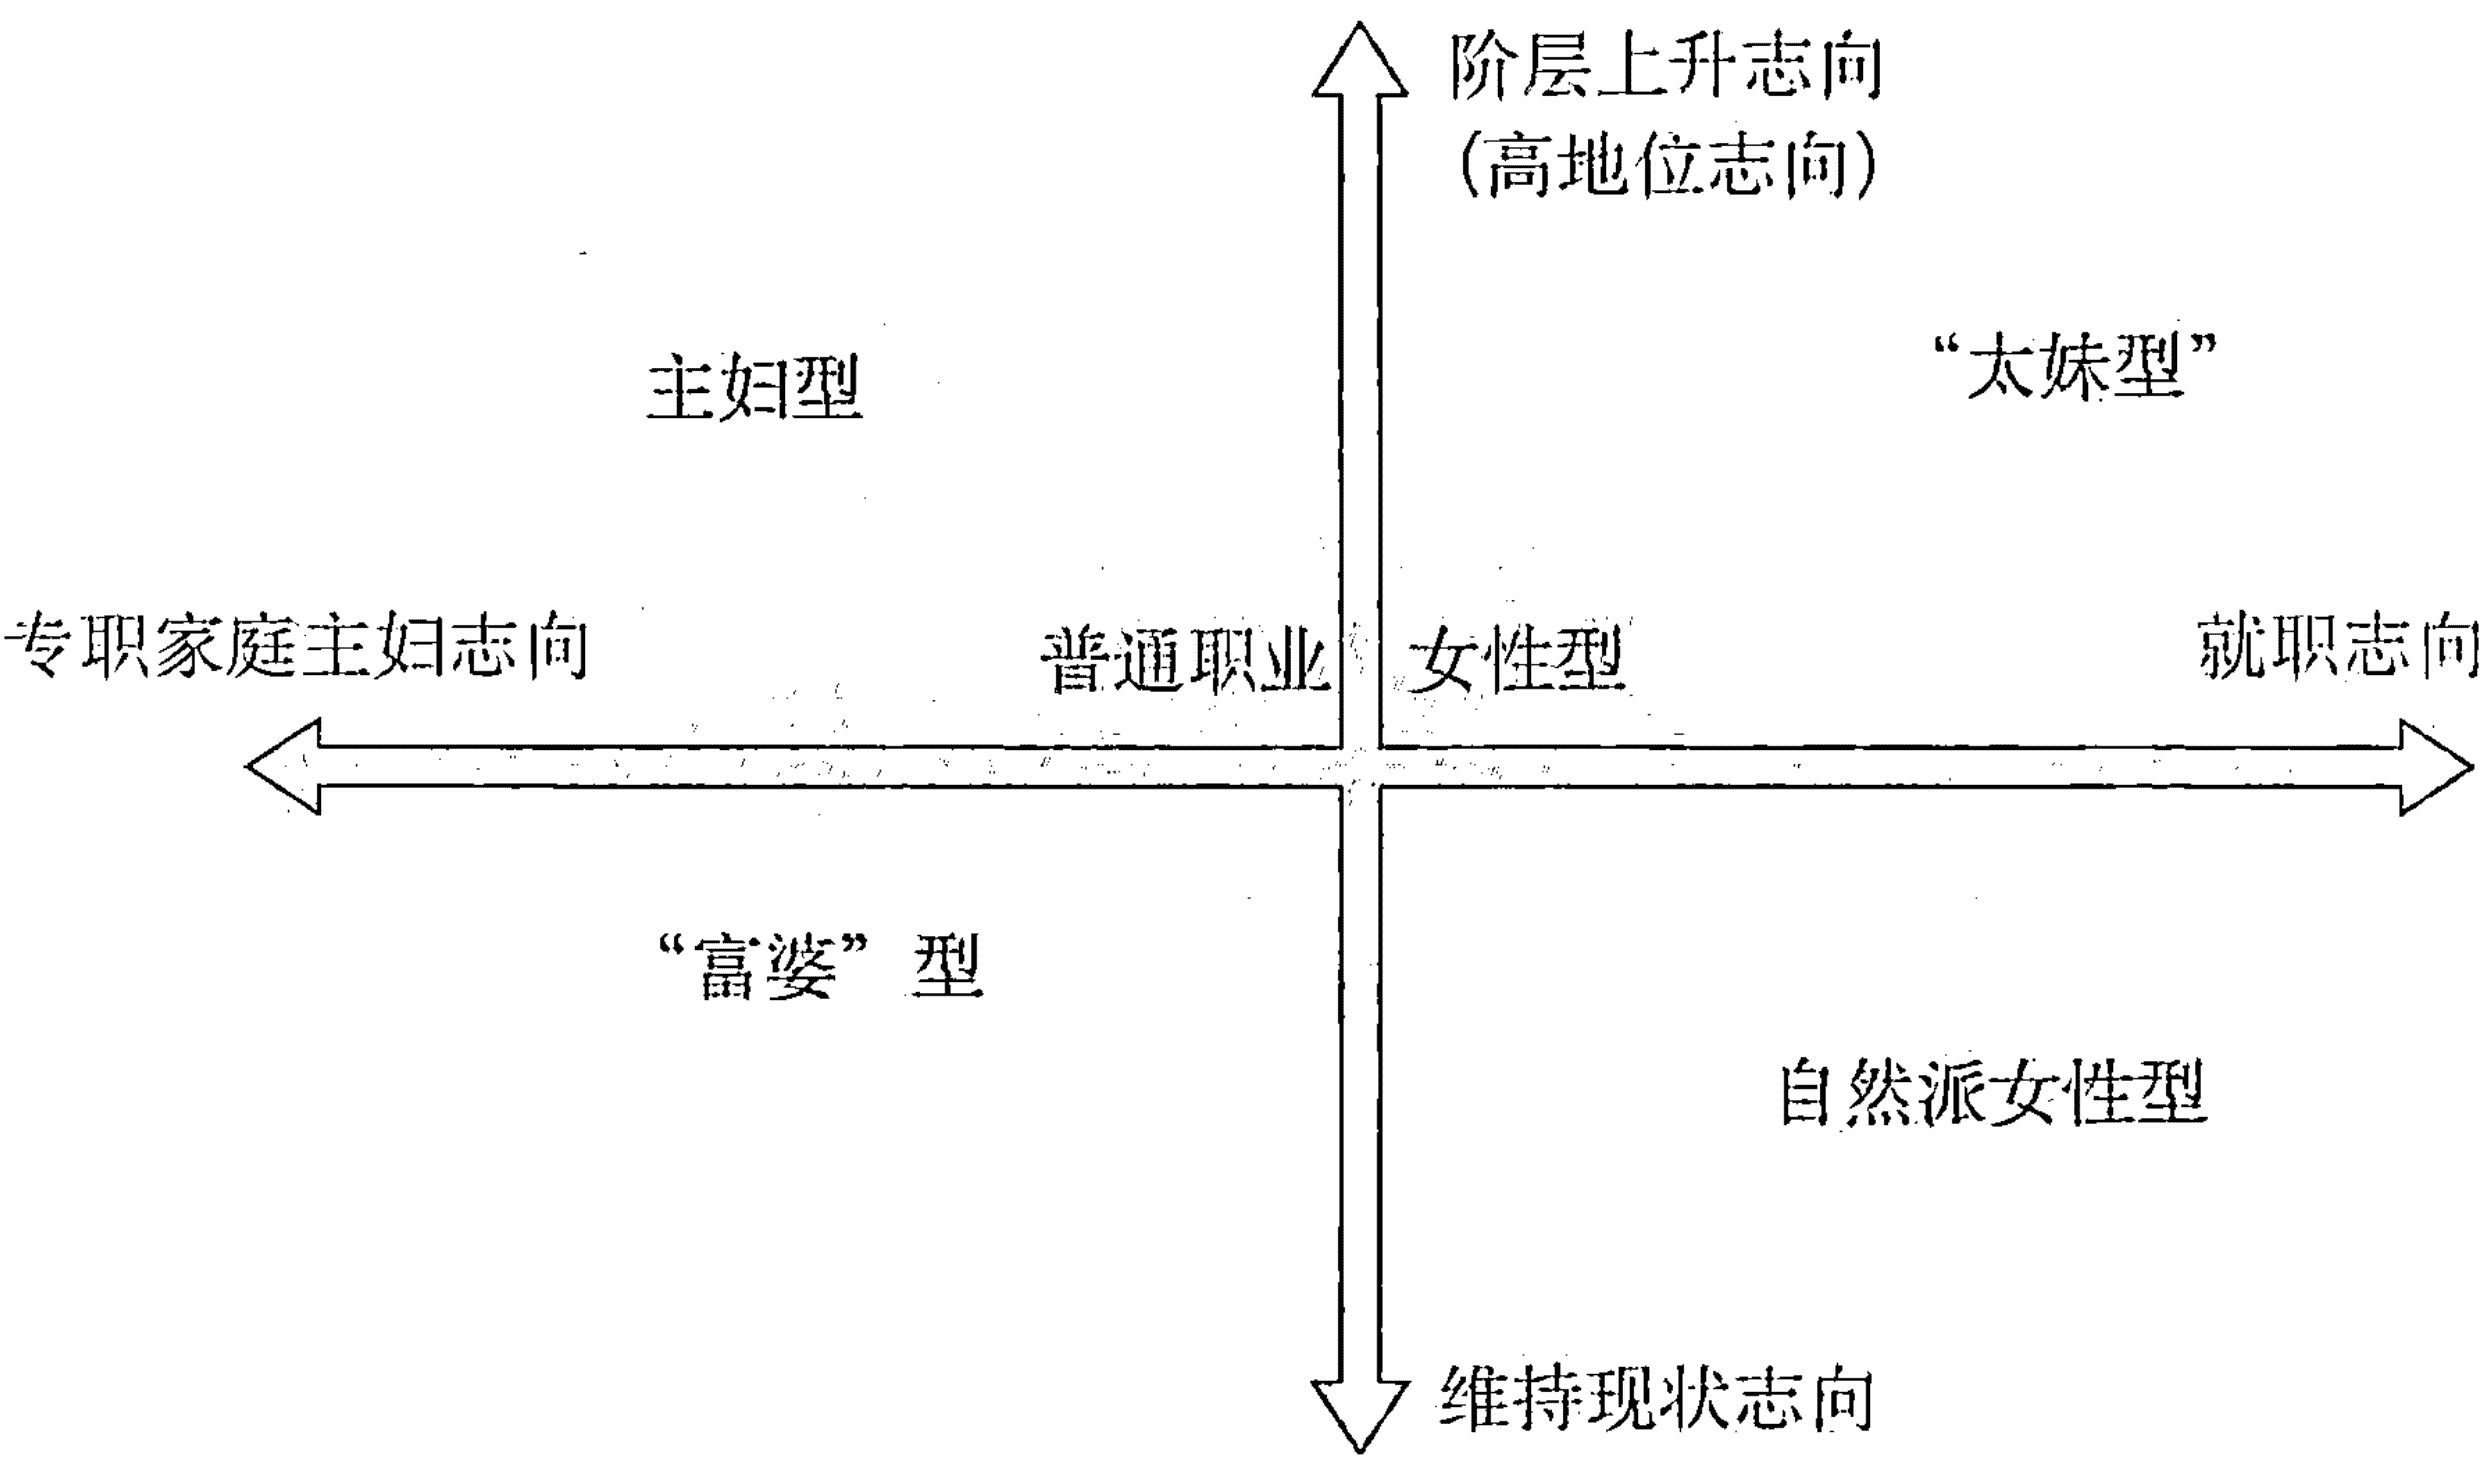 阶层上升志向
(高地位志向)
主妇型
“太妹型”
专职家庭主妇志向
普通职业女性型
就职志向
“富婆”型
自然派女性型
维持现状志向